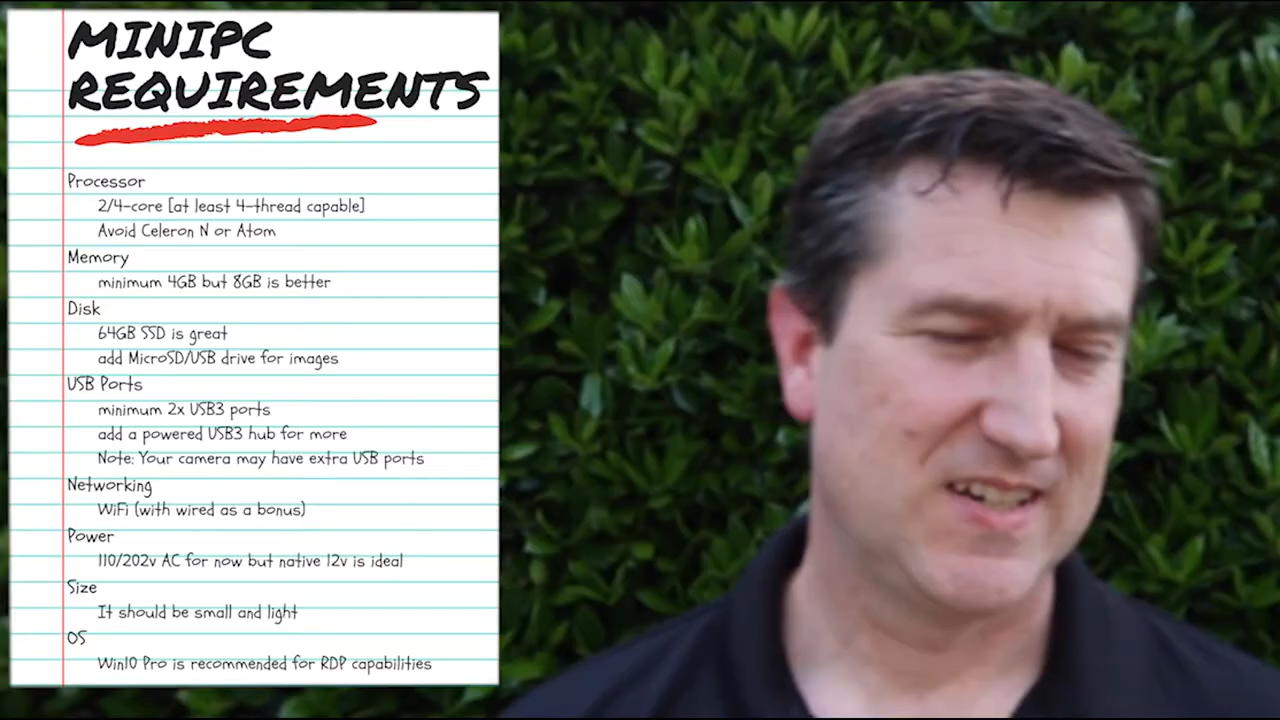 MINIPC
REQUIREMENTS
Processor
2/4-core [at least 4-thread capable]
Avoid Celeron N or Atom
Memory
minimum 4GB but 8GB is better
Disk
64GB SSD is great
add MicroSD/USB drive for images
USB Ports
minimum 2x USB3 ports
add a powered USB3 hub for more
Note: Your camera may have extra USB ports
Networking
WiFi (with wired as a bonus)
Power
110/202v AC for now but native 12v is ideal
Size
It should be small and light
OS
Win10 Pro is recommended for RDP capabilities